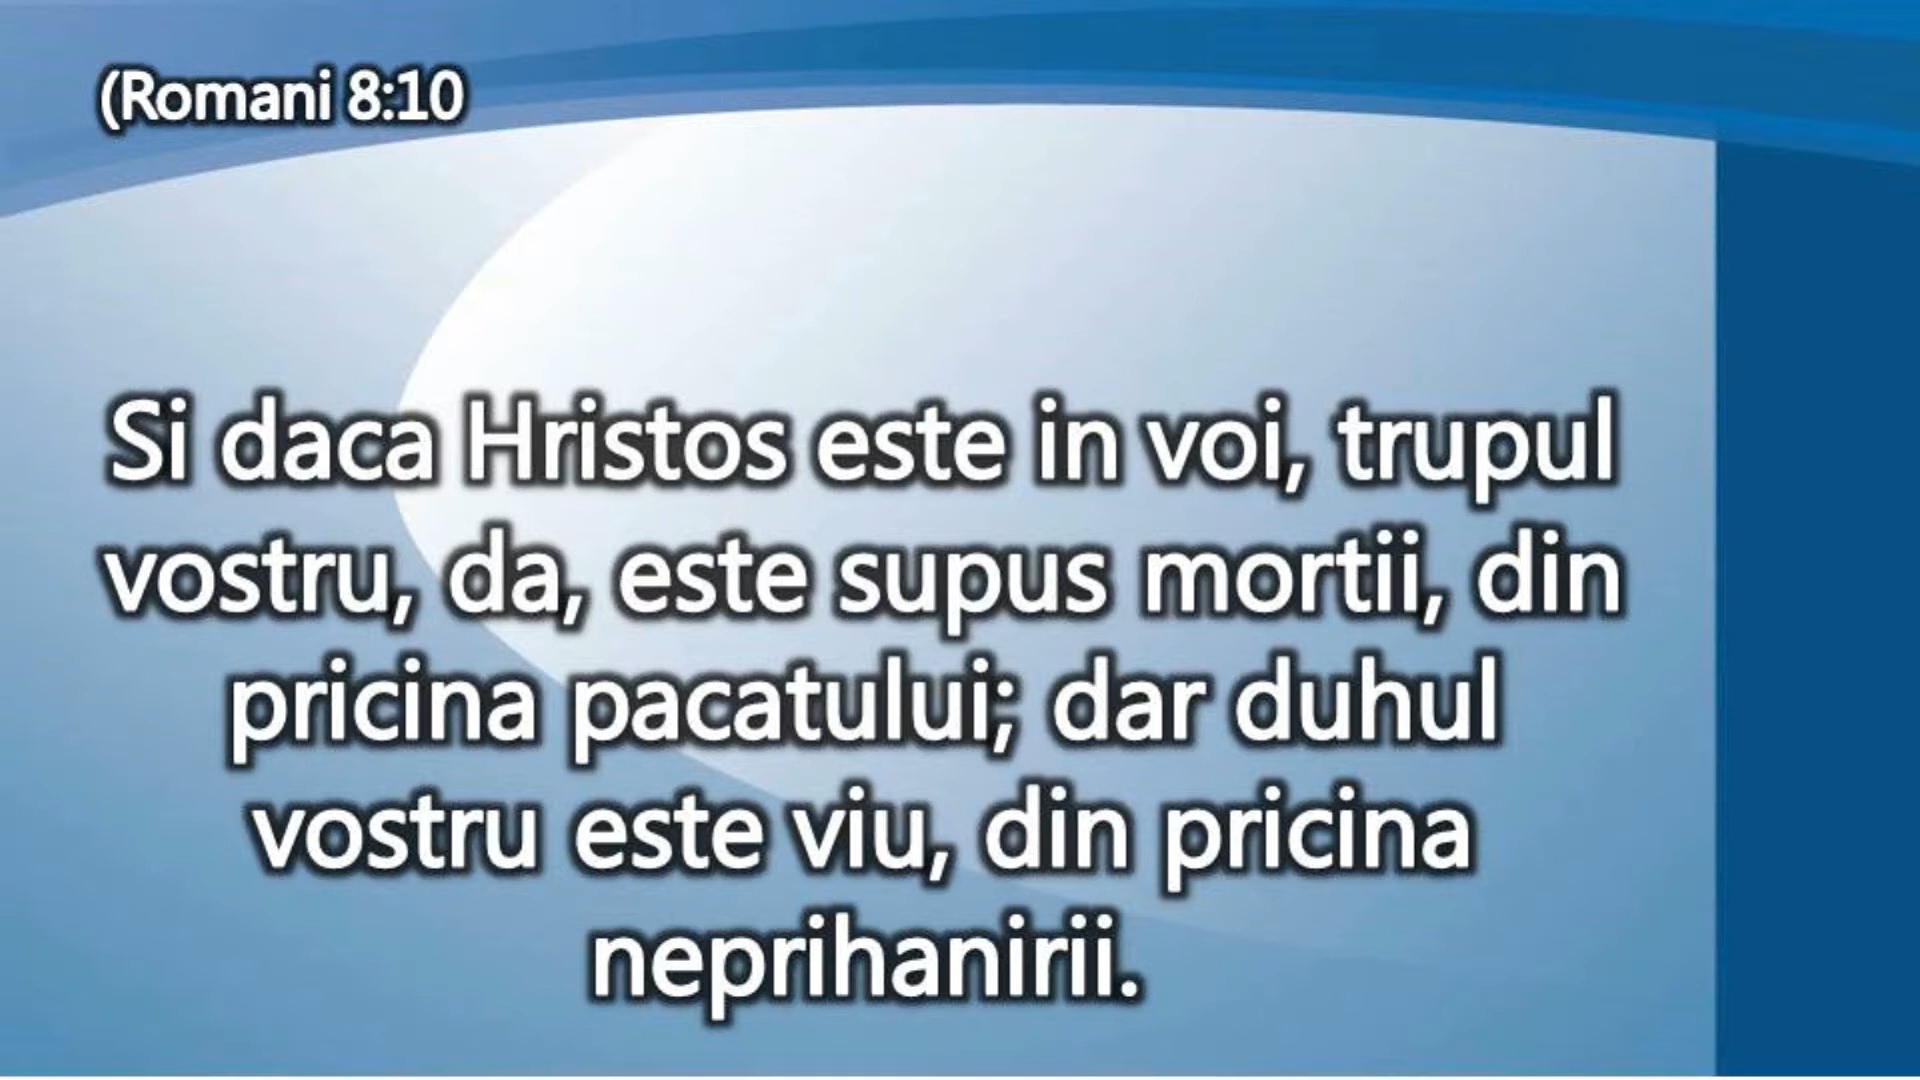 (Romani 8:10
Si daca Hristos este in voi, trupul
vostru, da, este supus mortii, din
pricina pacatului; dar duhul
vostru este viu, din pricina
neprihanirii.